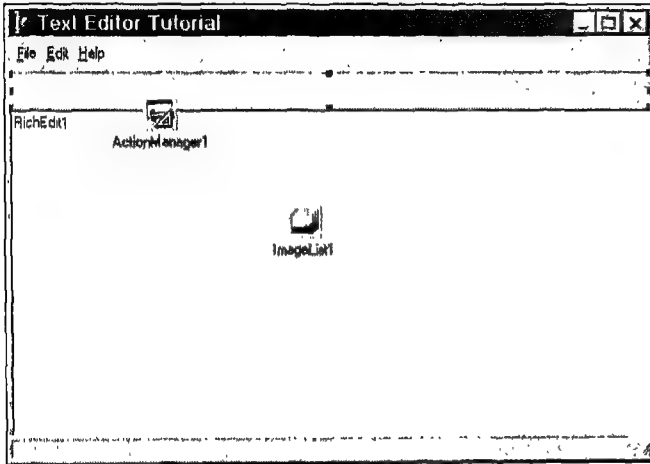 Text Editor Tutorial
File Edit Help
RichEdit1
ActionManager1
ImageList1